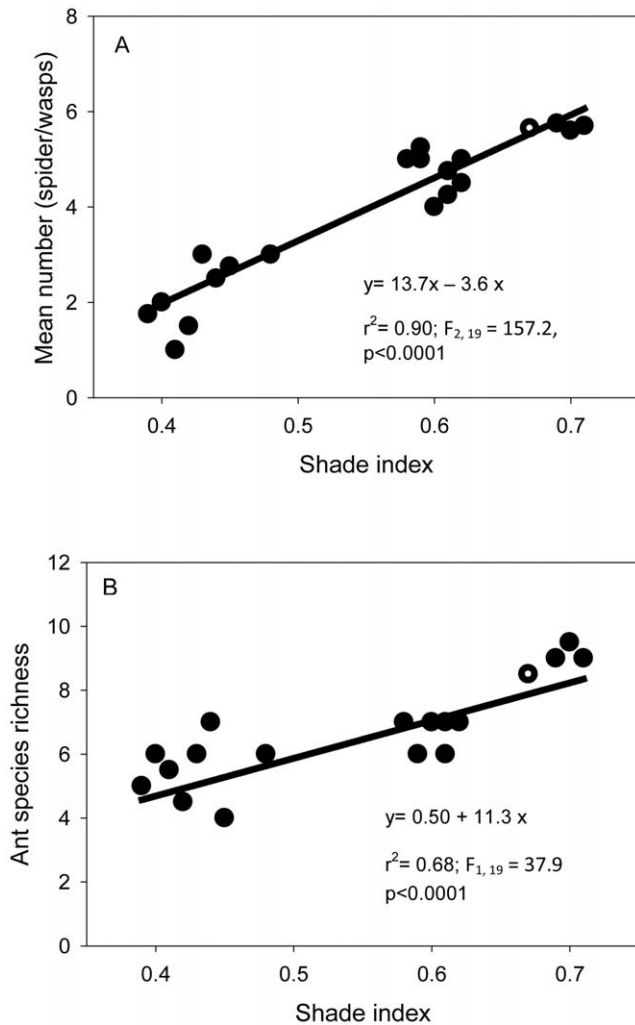 8
A
6
4
2
0
Mean number (spider/wasps)
y= 13.7x – 3.6 x
r²= 0.90; F₂, ₁₉ = 157.2,
p<0.0001
0.4 0.5 0.6 0.7
Shade index
12
B
10
8
6
4
2
0
Ant species richness
y= 0.50 + 11.3 x
r²= 0.68; F₁, ₁₉ = 37.9
p<0.0001
0.4 0.5 0.6 0.7
Shade index